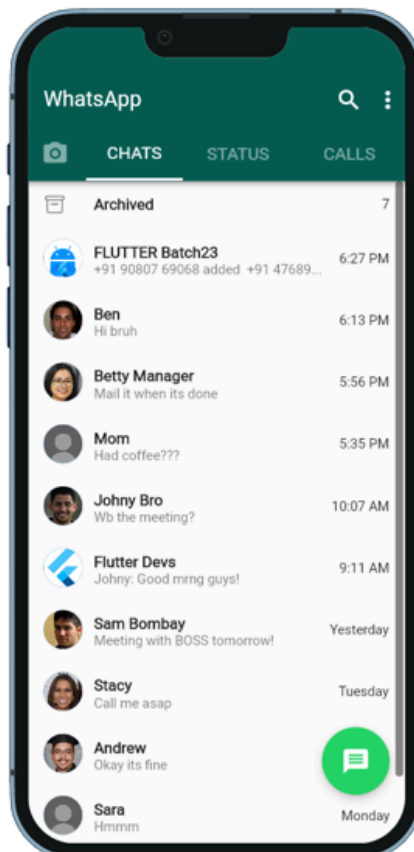 WhatsApp
CHATS STATUS CALLS
Archived 7
FLUTTER Batch23 6:27 PM
+91 90807 69068 added +91 47689...
Ben 6:13 PM
Hi bruh
Betty Manager 5:56 PM
Mail it when its done
Mom 5:35 PM
Had coffee???
Johny Bro 10:07 AM
Wb the meeting?
Flutter Devs 9:11 AM
Johny: Good mrng guys!
Sam Bombay Yesterday
Meeting with BOSS tomorrow!
Stacy Tuesday
Call me asap
Andrew
Okay its fine
Sara Monday
Hmmm